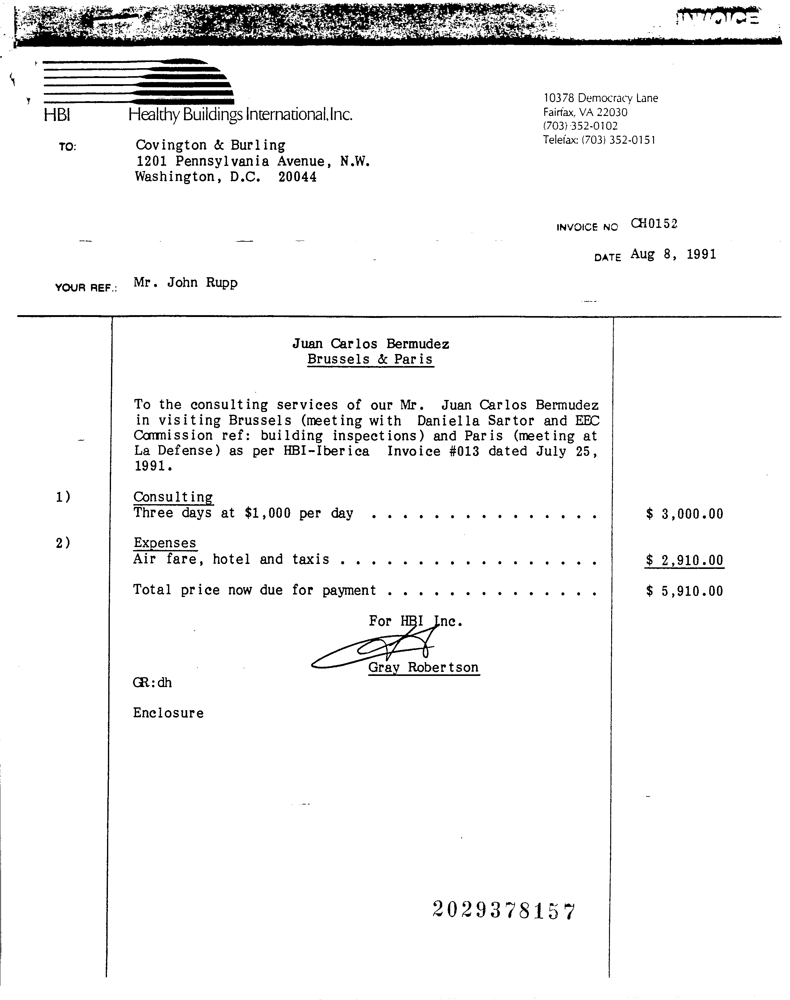 INVOICE
HBI Healthy Buildings International, Inc.
10378 Democracy Lane
Fairfax, VA 22030
(703) 352-0102
Telefax: (703) 352-0151
TO: Covington & Burling
1201 Pennsylvania Avenue, N.W.
Washington, D.C. 20044
INVOICE NO CH0152
DATE Aug 8, 1991
YOUR REF.: Mr. John Rupp
Juan Carlos Bermudez
Brussels & Paris
To the consulting services of our Mr. Juan Carlos Bermudez
in visiting Brussels (meeting with Daniella Sartor and EEC
Commission ref: building inspections) and Paris (meeting at
La Defense) as per HBI-Iberica Invoice #013 dated July 25,
1991.
1) Consulting
Three days at $1,000 per day . . . . . . . . . . . . . . . $ 3,000.00
2) Expenses
Air fare, hotel and taxis . . . . . . . . . . . . . . . . . $ 2,910.00
Total price now due for payment . . . . . . . . . . . . . . $ 5,910.00
For HBI Inc.
Gray Robertson
GR:dh
Enclosure
2029378157